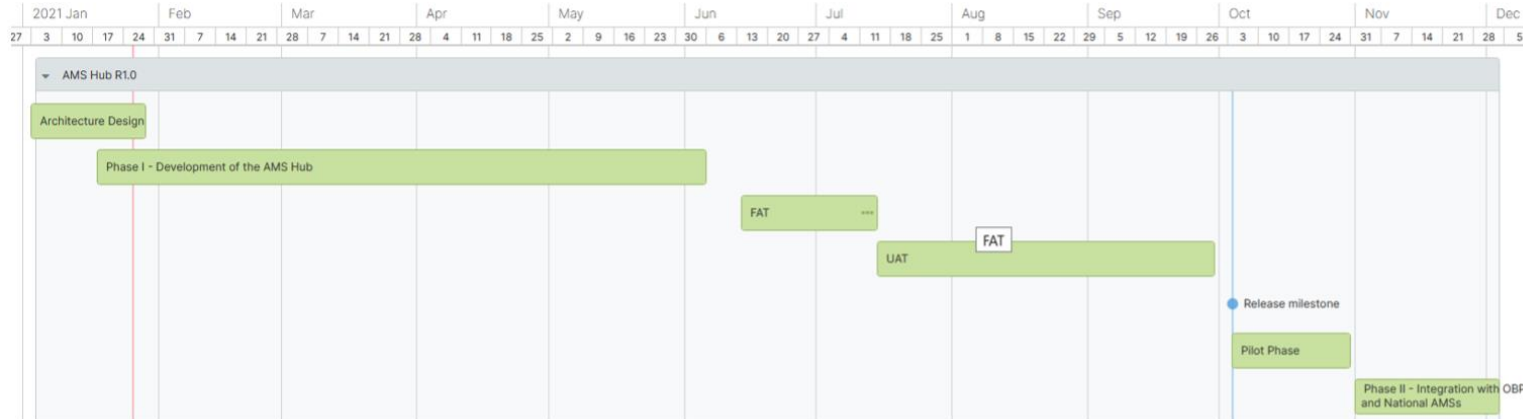 2021 Jan Feb Mar Apr May Jun Jul Aug Sep Oct Nov Dec
27 3 10 17 24 31 7 14 21 28 7 14 21 28 4 11 18 25 2 9 16 23 30 6 13 20 27 4 11 18 25 1 8 15 22 29 5 12 19 26 3 10 17 24 31 7 14 21 28 5
AMS Hub R1.0
Architecture Design
Phase I - Development of the AMS Hub
FAT
FAT
UAT
Release milestone
Pilot Phase
Phase II - Integration with OBP
and National AMSs